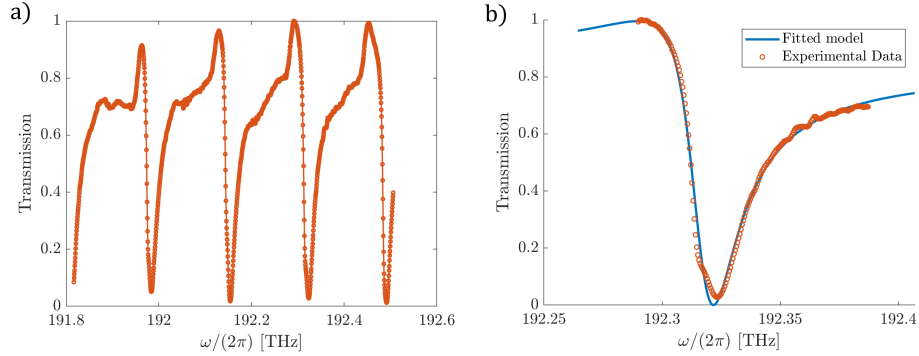 a)
Transmission
1
0.8
0.6
0.4
0.2
0
191.8
192
192.2
192.4
192.6
ω/(2π) [THz]
b)
Fitted model
Experimental Data
Transmission
1
0.8
0.6
0.4
0.2
0
192.25
192.3
192.35
192.4
ω/(2π) [THz]